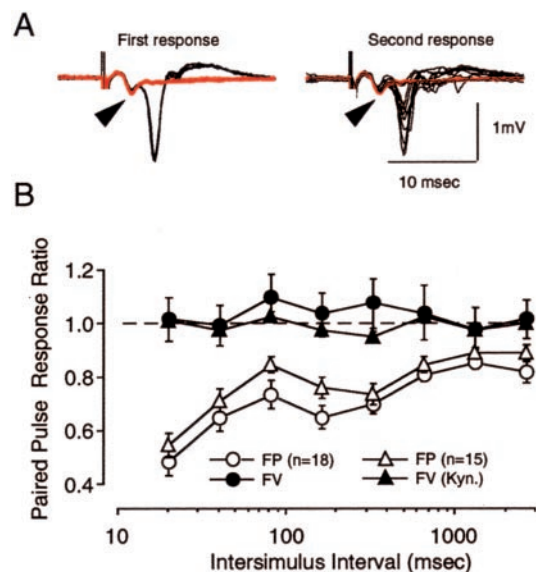 A
First response
Second response
1mV
10 msec
B
Paired Pulse Response Ratio
1.2
1.0
0.8
0.6
0.4
FP (n=18)
FP (n=15)
FV
FV (Kyn.)
10
100
1000
Intersimulus Interval (msec)